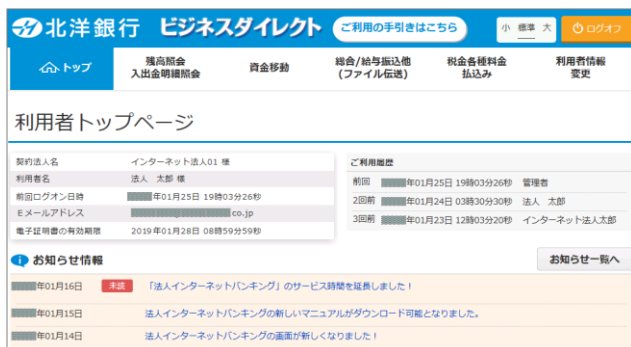 北洋銀行 ビジネスダイレクト ご利用の手引きはこちら 小 標準 大 ログオフ
トップ 残高照会 入出金明細照会 資金移動 総合/給与振込他 (ファイル伝送) 税金各種料金 払込み 利用者情報 変更
利用者トップページ
契約法人名 インターネット法人01 様
利用者名 法人 太郎 様
前回ログオン日時 年01月25日 19時03分26秒
Eメールアドレス co.jp
電子証明書の有効期限 2019年01月28日 08時59分59秒
ご利用履歴
前回 年01月25日 19時03分26秒 管理者
2回前 年01月24日 03時30分30秒 法人 太郎
3回前 年01月23日 12時03分20秒 インターネット法人太郎
お知らせ情報 お知らせ一覧へ
年01月16日 未読 「法人インターネットバンキング」のサービス時間を延長しました！
年01月15日 法人インターネットバンキングの新しいマニュアルがダウンロード可能となりました。
年01月14日 法人インターネットバンキングの画面が新しくなりました！